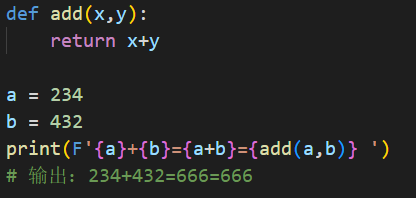 def add(x,y):
    return x+y

a = 234
b = 432
print(F'{a}+{b}={a+b}={add(a,b)} ')
# 输出：234+432=666=666